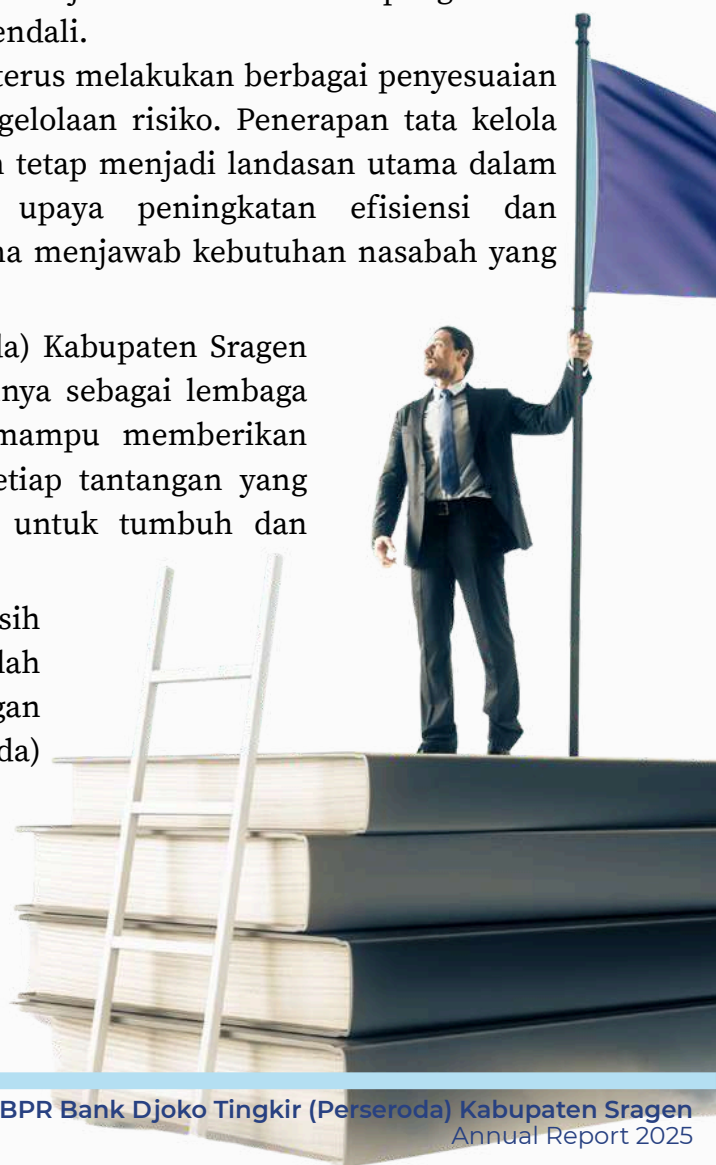 endali.
terus melakukan berbagai penyesuaian
gelolaan risiko. Penerapan tata kelola
tetap menjadi landasan utama dalam
upaya peningkatan efisiensi dan
na menjawab kebutuhan nasabah yang
la) Kabupaten Sragen
nya sebagai lembaga
mampu memberikan
etiap tantangan yang
untuk tumbuh dan
sih
lah
gan
da)
BPR Bank Djoko Tingkir (Perseroda) Kabupaten Sragen
Annual Report 2025